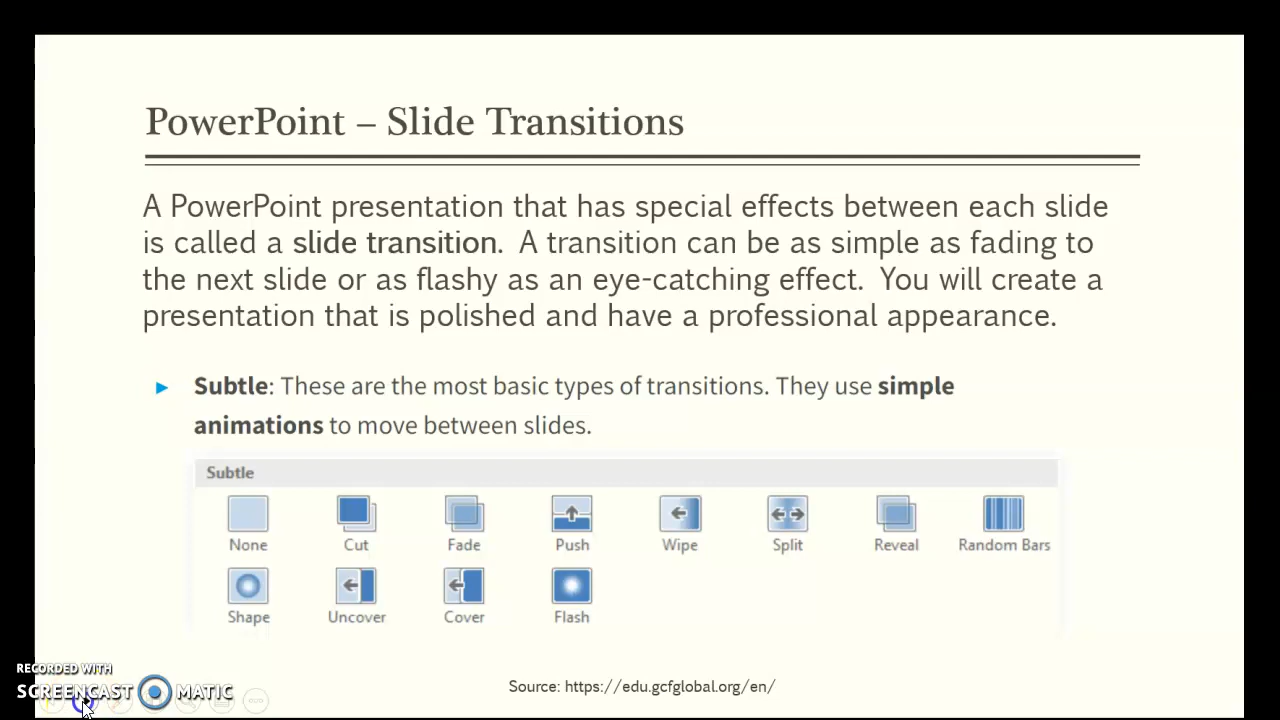 PowerPoint – Slide Transitions
A PowerPoint presentation that has special effects between each slide
is called a slide transition.  A transition can be as simple as fading to
the next slide or as flashy as an eye-catching effect.  You will create a
presentation that is polished and have a professional appearance.
► Subtle: These are the most basic types of transitions. They use simple
animations to move between slides.
Subtle
None Cut Fade Push Wipe Split Reveal Random Bars
Shape Uncover Cover Flash
Source: https://edu.gcfglobal.org/en/
RECORDED WITH
SCREENCAST MATIC